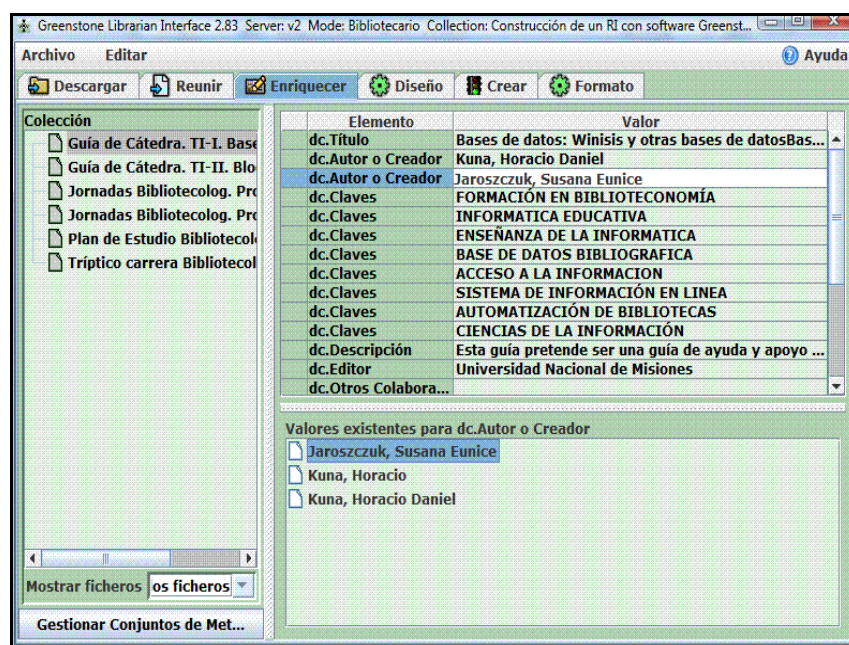 Greenstone Librarian Interface 2.83 Server: v2 Mode: Bibliotecario Collection: Construcción de un RI con software Greenst...
Archivo Editar Ayuda
Descargar Reunir Enriquecer Diseño Crear Formato
Colección
Guía de Cátedra. TI-I. Base
Guía de Cátedra. TI-II. Blo
Jornadas Bibliotecolog. Pro
Jornadas Bibliotecolog. Pro
Plan de Estudio Bibliotecol
Tríptico carrera Bibliotecol
Mostrar ficheros os ficheros
Gestionar Conjuntos de Met...
Elemento Valor
dc.Título Bases de datos: Winisis y otras bases de datosBas...
dc.Autor o Creador Kuna, Horacio Daniel
dc.Autor o Creador Jaroszczuk, Susana Eunice
dc.Claves FORMACIÓN EN BIBLIOTECONOMÍA
dc.Claves INFORMATICA EDUCATIVA
dc.Claves ENSEÑANZA DE LA INFORMATICA
dc.Claves BASE DE DATOS BIBLIOGRAFICA
dc.Claves ACCESO A LA INFORMACION
dc.Claves SISTEMA DE INFORMACIÓN EN LINEA
dc.Claves AUTOMATIZACIÓN DE BIBLIOTECAS
dc.Claves CIENCIAS DE LA INFORMACIÓN
dc.Descripción Esta guía pretende ser una guía de ayuda y apoyo ...
dc.Editor Universidad Nacional de Misiones
dc.Otros Colabora...
Valores existentes para dc.Autor o Creador
Jaroszczuk, Susana Eunice
Kuna, Horacio
Kuna, Horacio Daniel